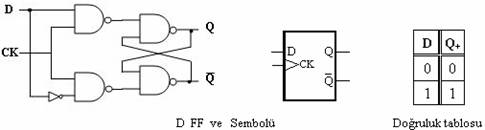 D
CK
Q
Q̅
D Q
CK
Q̅
D Q₊
0 0
1 1
D FF ve Sembolü
Doğruluk tablosu